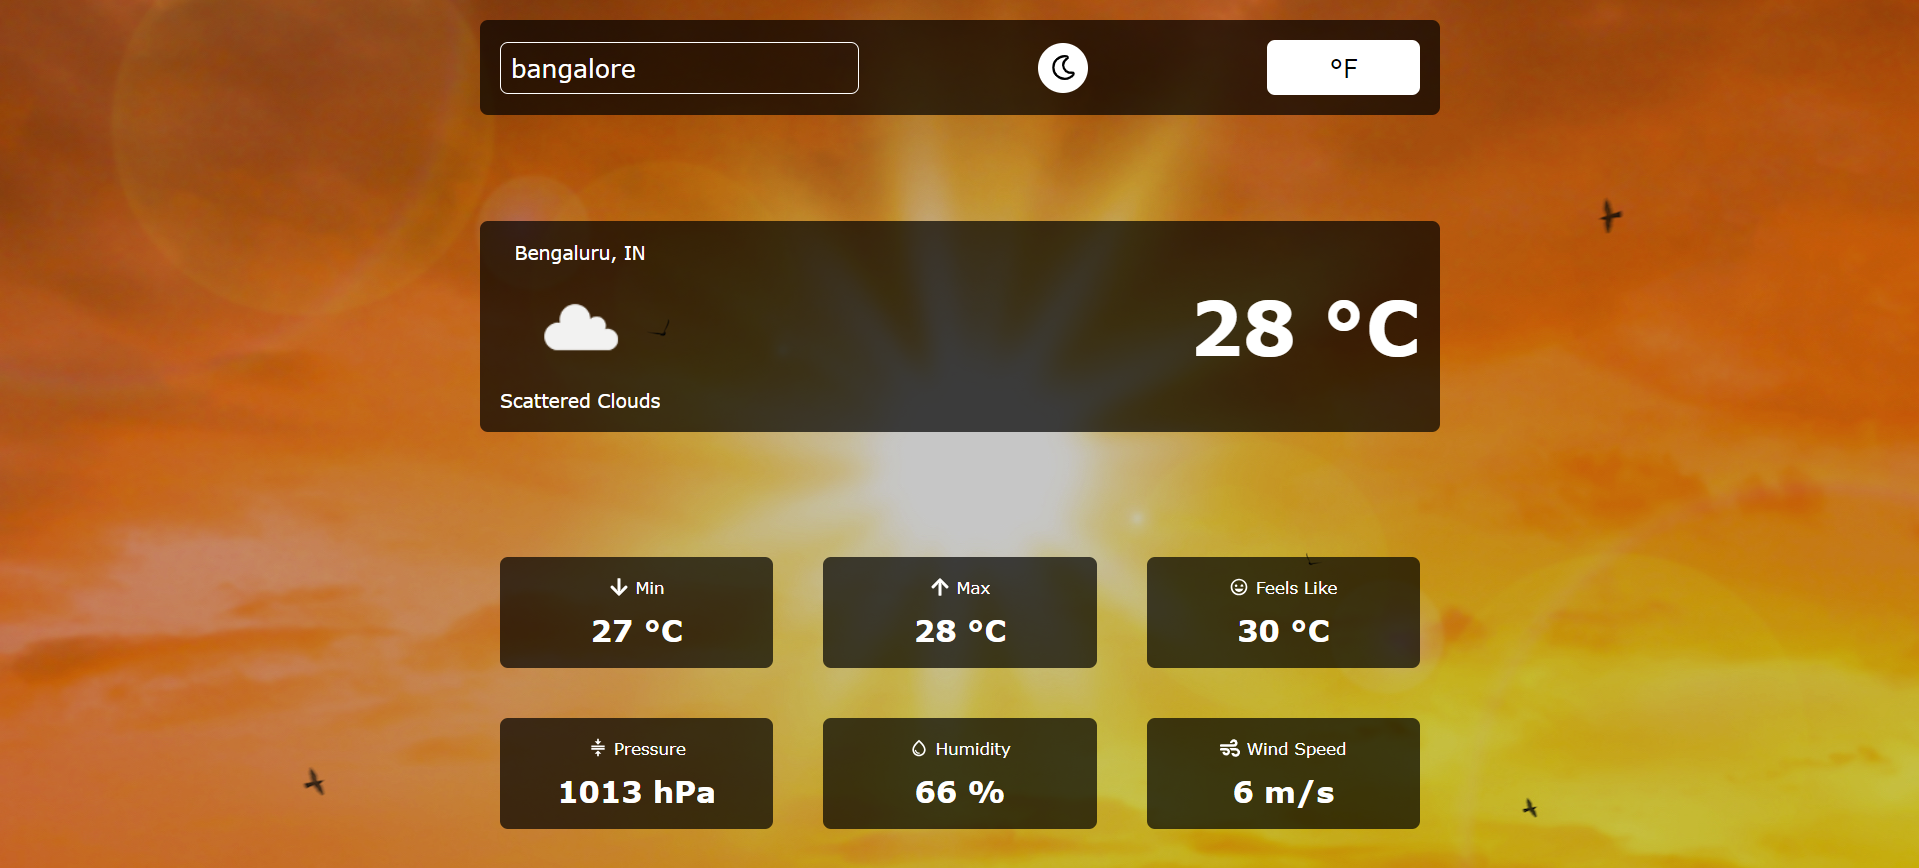 bangalore
°F
Bengaluru, IN
28 °C
Scattered Clouds
Min
27 °C
Max
28 °C
Feels Like
30 °C
Pressure
1013 hPa
Humidity
66 %
Wind Speed
6 m/s